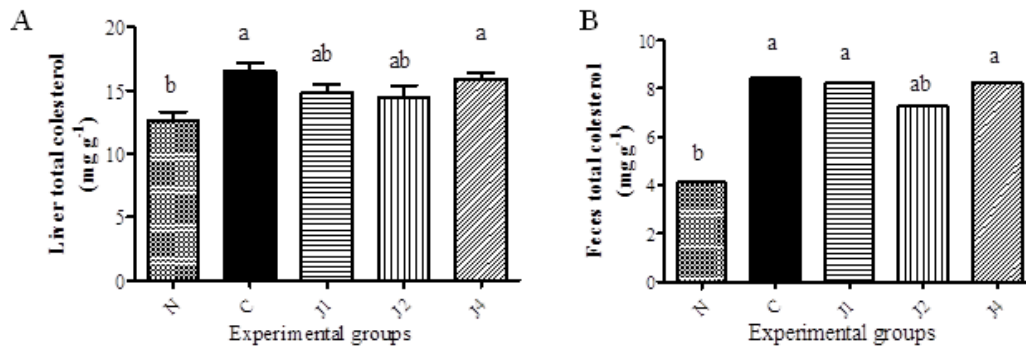 A
Liver total colesterol
(mg g-1)
20
15
10
5
0
b
a
ab
ab
a
N
C
J1
J2
J4
Experimental groups
B
Feces total colesterol
(mg g-1)
10
8
6
4
2
0
b
a
a
ab
a
N
C
J1
J2
J4
Experimental groups